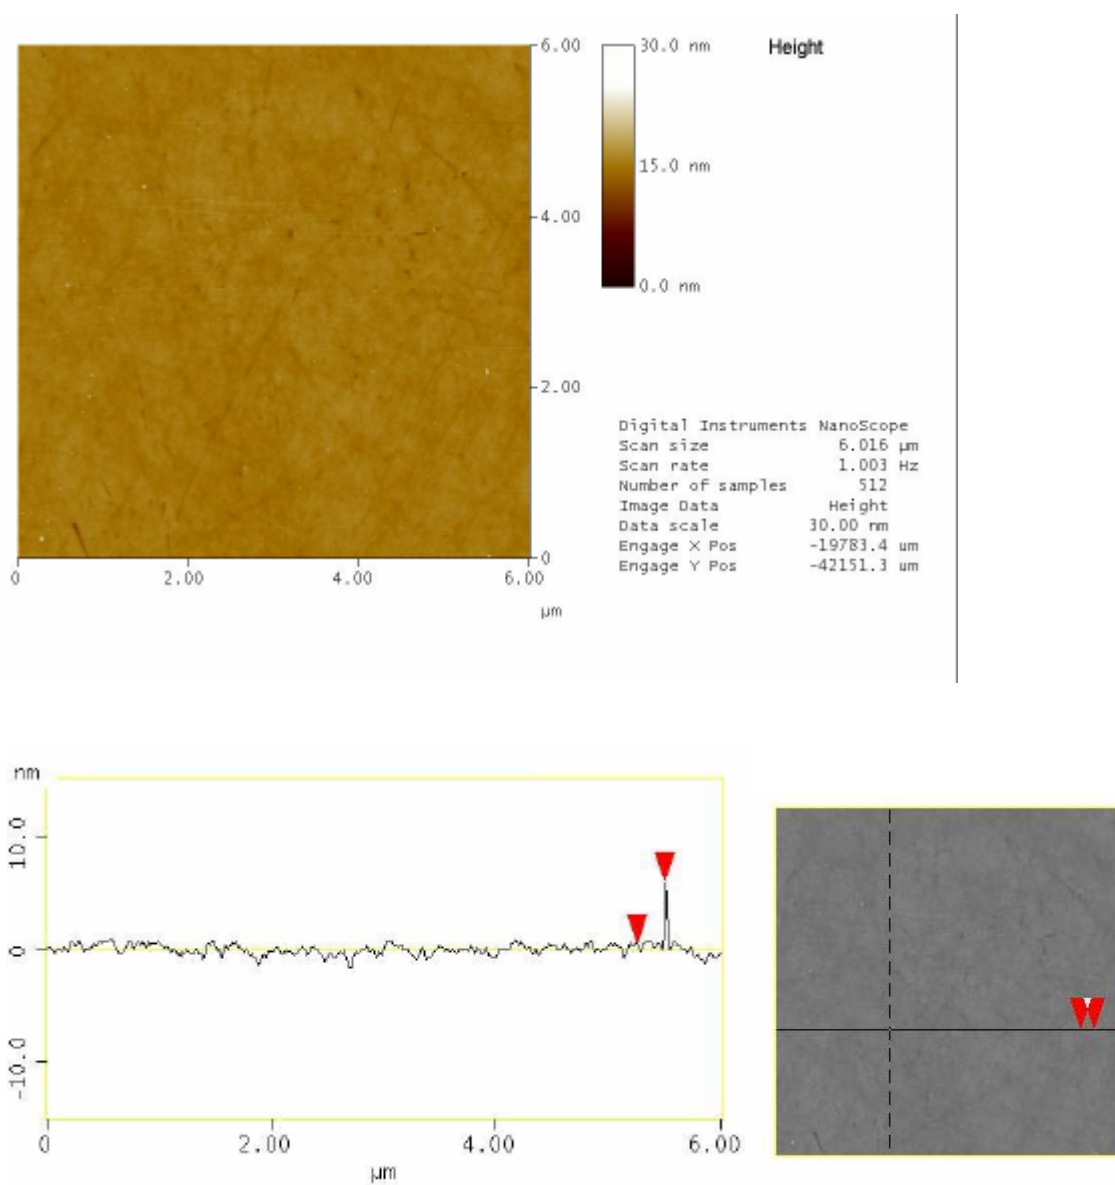 6.00
30.0 nm
Height
15.0 nm
4.00
0.0 nm
2.00
Digital Instruments NanoScope
Scan size 6.016 µm
Scan rate 1.003 Hz
Number of samples 512
Image Data Height
Data scale 30.00 nm
Engage X Pos -19783.4 um
Engage Y Pos -42151.3 um
0
0 2.00 4.00 6.00
µm
nm
10.0
0
-10.0
0 2.00 4.00 6.00
µm